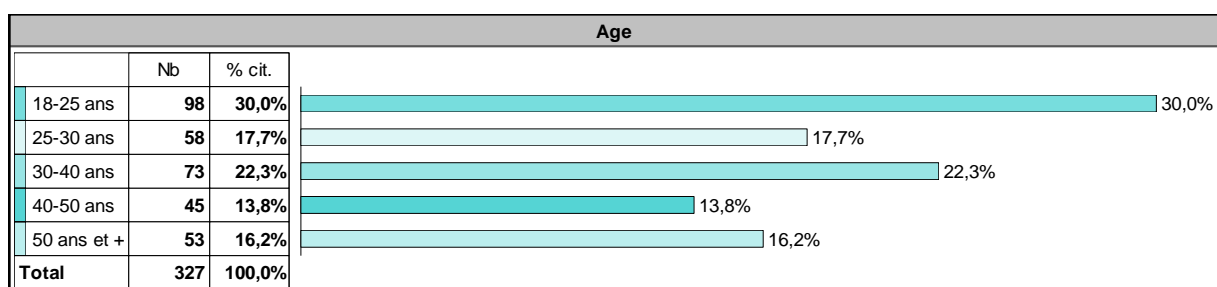 Age
Nb % cit.
18-25 ans 98 30,0% 30,0%
25-30 ans 58 17,7% 17,7%
30-40 ans 73 22,3% 22,3%
40-50 ans 45 13,8% 13,8%
50 ans et + 53 16,2% 16,2%
Total 327 100,0%